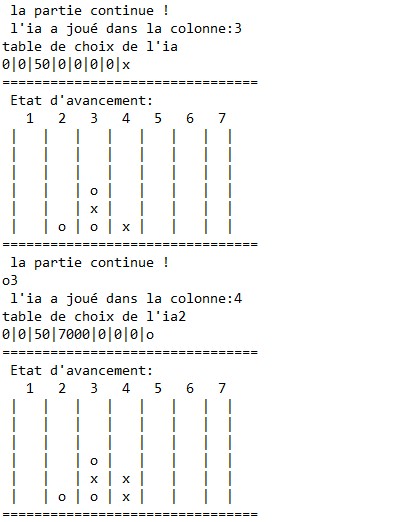 la partie continue !
l'ia a joué dans la colonne:3
table de choix de l'ia
0|0|50|0|0|0|0|x
================================
Etat d'avancement:
1   2   3   4   5   6   7
|   |   |   |   |   |   |   |
|   |   |   |   |   |   |   |
|   |   |   |   |   |   |   |
|   |   | o |   |   |   |   |
|   |   | x |   |   |   |   |
|   | o | o | x |   |   |   |
================================
la partie continue !
o3
l'ia a joué dans la colonne:4
table de choix de l'ia2
0|0|50|7000|0|0|0|o
================================
Etat d'avancement:
1   2   3   4   5   6   7
|   |   |   |   |   |   |   |
|   |   |   |   |   |   |   |
|   |   |   |   |   |   |   |
|   |   | o |   |   |   |   |
|   |   | x | x |   |   |   |
|   | o | o | x |   |   |   |
================================